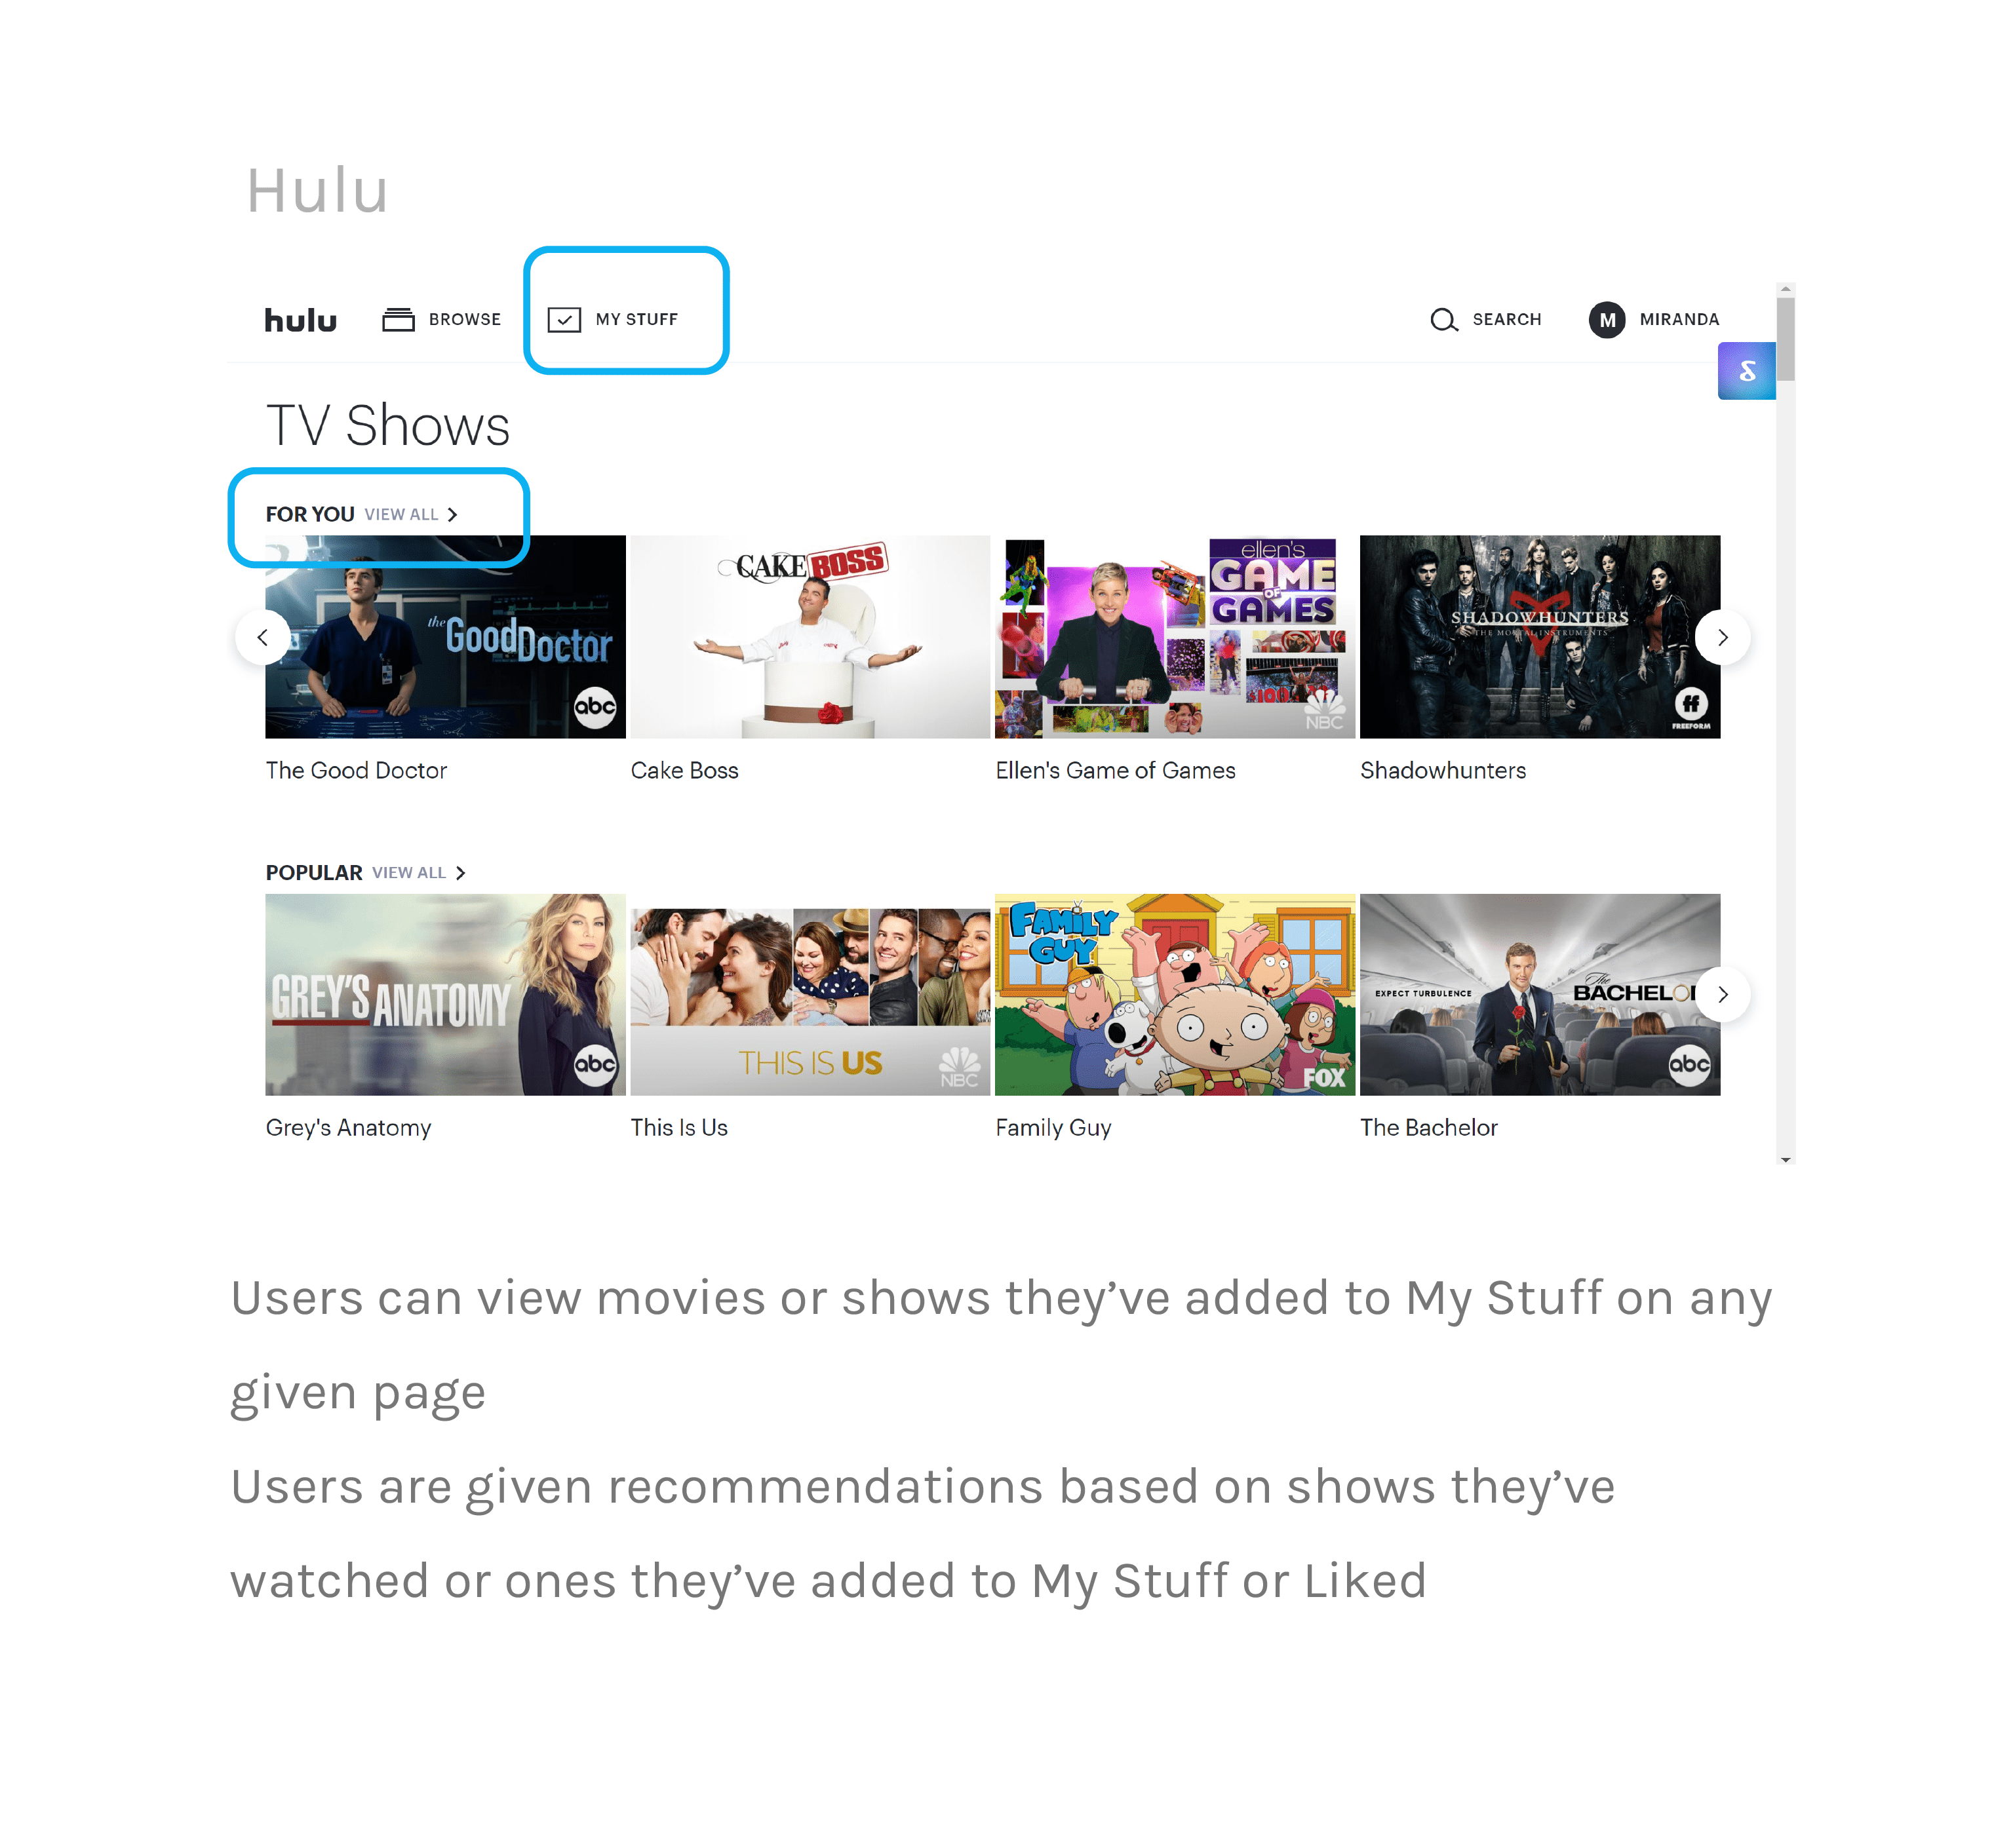 Hulu
hulu BROWSE MY STUFF SEARCH M MIRANDA
TV Shows
FOR YOU VIEW ALL
the Good Doctor
abc
CAKE BOSS
ellen's
GAME
OF
GAMES
$100
NBC
SHADOWHUNTERS
THE MORTAL INSTRUMENTS
ff
FREEFORM
The Good Doctor
Cake Boss
Ellen's Game of Games
Shadowhunters
POPULAR VIEW ALL
GREY'S ANATOMY
abc
THIS IS US
NBC
FAMILY
GUY
FOX
EXPECT TURBULENCE
The
BACHELO
abc
Grey's Anatomy
This Is Us
Family Guy
The Bachelor
Users can view movies or shows they’ve added to My Stuff on any
given page
Users are given recommendations based on shows they’ve
watched or ones they’ve added to My Stuff or Liked